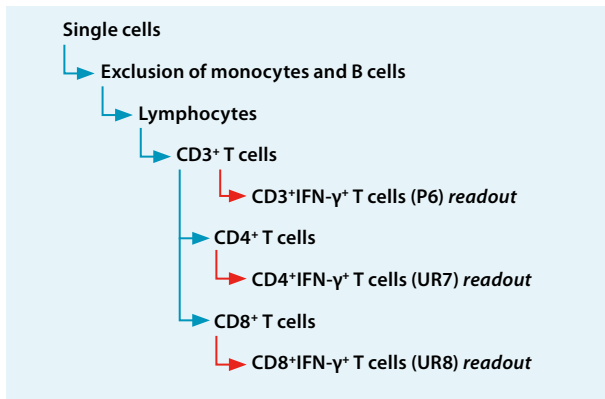 Single cells
Exclusion of monocytes and B cells
Lymphocytes
CD3⁺ T cells
CD3⁺IFN-γ⁺ T cells (P6) readout
CD4⁺ T cells
CD4⁺IFN-γ⁺ T cells (UR7) readout
CD8⁺ T cells
CD8⁺IFN-γ⁺ T cells (UR8) readout